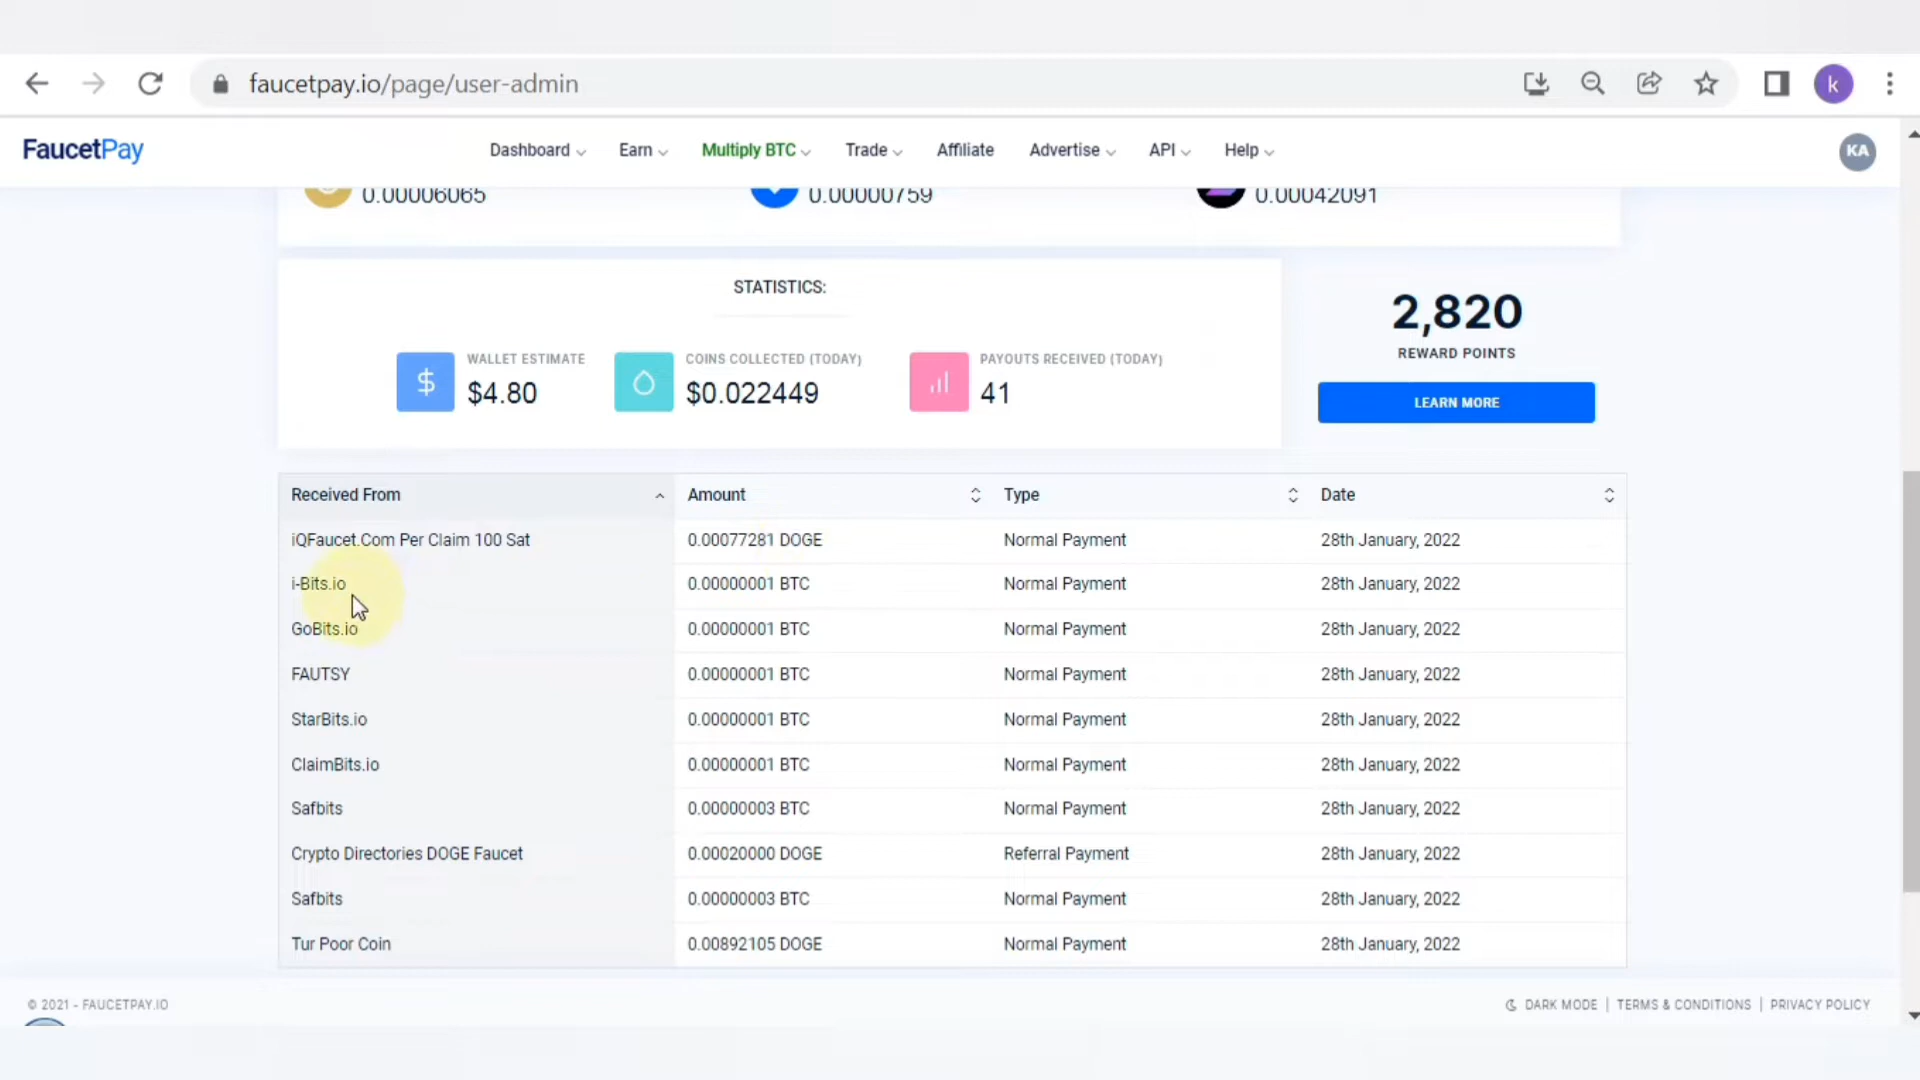 faucetpay.io/page/user-admin
k
FaucetPay
Dashboard Earn Multiply BTC Trade Affiliate Advertise API Help
KA
0.00006065 0.00000759 0.00042091
STATISTICS:
WALLET ESTIMATE
$4.80
COINS COLLECTED (TODAY)
$0.022449
PAYOUTS RECEIVED (TODAY)
41
2,820
REWARD POINTS
LEARN MORE
Received From Amount Type Date
iQFaucet.Com Per Claim 100 Sat 0.00077281 DOGE Normal Payment 28th January, 2022
i-Bits.io 0.00000001 BTC Normal Payment 28th January, 2022
GoBits.io 0.00000001 BTC Normal Payment 28th January, 2022
FAUTSY 0.00000001 BTC Normal Payment 28th January, 2022
StarBits.io 0.00000001 BTC Normal Payment 28th January, 2022
ClaimBits.io 0.00000001 BTC Normal Payment 28th January, 2022
Safbits 0.00000003 BTC Normal Payment 28th January, 2022
Crypto Directories DOGE Faucet 0.00020000 DOGE Referral Payment 28th January, 2022
Safbits 0.00000003 BTC Normal Payment 28th January, 2022
Tur Poor Coin 0.00892105 DOGE Normal Payment 28th January, 2022
© 2021 - FAUCETPAY.IO DARK MODE | TERMS & CONDITIONS | PRIVACY POLICY